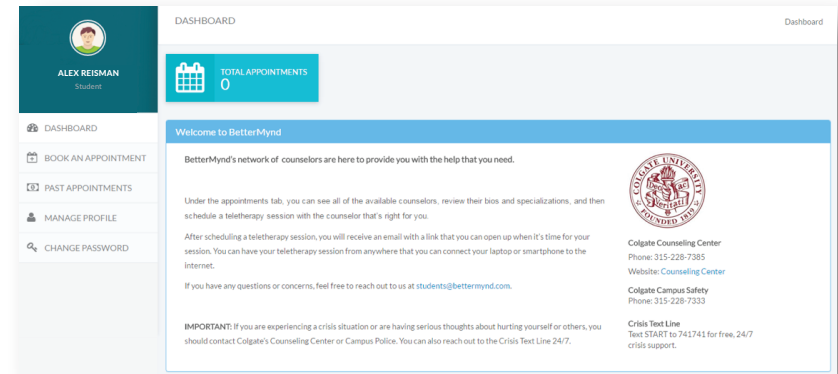 ALEX REISMAN
Student
DASHBOARD
BOOK AN APPOINTMENT
PAST APPOINTMENTS
MANAGE PROFILE
CHANGE PASSWORD
DASHBOARD
Dashboard
TOTAL APPOINTMENTS
0
Welcome to BetterMynd
BetterMynd's network of counselors are here to provide you with the help that you need.
Under the appointments tab, you can see all of the available counselors, review their bios and specializations, and then
schedule a teletherapy session with the counselor that's right for you
After scheduling a teletherapy session, you will receive an email with a link that you can open up when it's time for your
session. You can have your teletherapy session from anywhere that you can connect your laptop or smartphone to the
internet.
If you have any questions or concerns, feel free to reach out to us at students@bettermynd.com.
IMPORTANT: If you are experiencing a crisis situation or are having serious thoughts about hurting yourself or others, you
should contact Colgate's Counseling Center or Campus Police. You can also reach out to the Crisis Text Line 24/7.
COLGATE UNIVERSITY
Deo ac
Veritati
FOUNDED 1819
Colgate Counseling Center
Phone: 315-228-7385
Website: Counseling Center
Colgate Campus Safety
Phone: 315-228-7333
Crisis Text Line
Text START to 741741 for free, 24/7
crisis support.